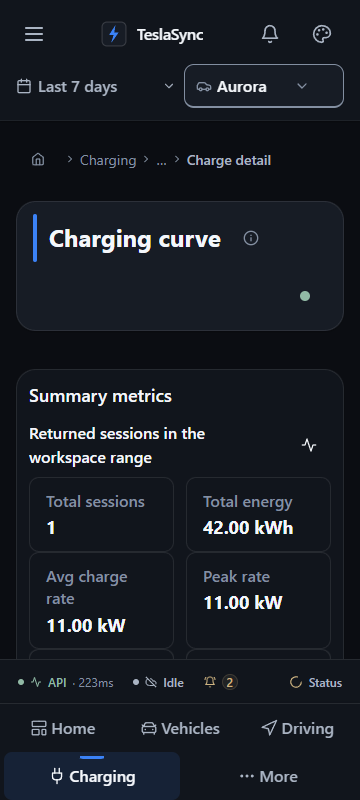 TeslaSync
Last 7 days
Aurora
Charging
...
Charge detail
Charging curve
Summary metrics
Returned sessions in the
workspace range
Total sessions
1
Total energy
42.00 kWh
Avg charge
rate
11.00 kW
Peak rate
11.00 kW
API · 223ms
Idle
2
Status
Home
Vehicles
Driving
Charging
More